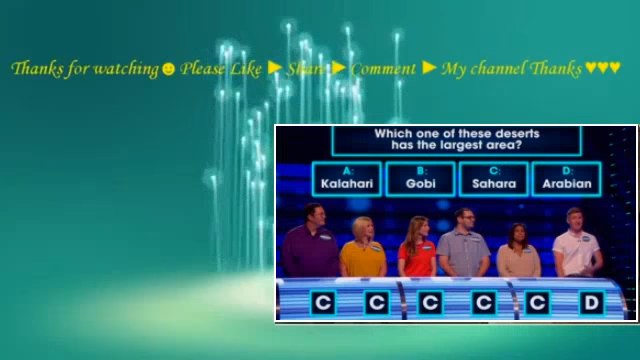 Thanks for watching☻ Please Like ► Share ► Comment ► My channel Thanks ♥♥♥
Which one of these deserts
has the largest area?
A: B: C: D:
Kalahari Gobi Sahara Arabian
C C C C C D